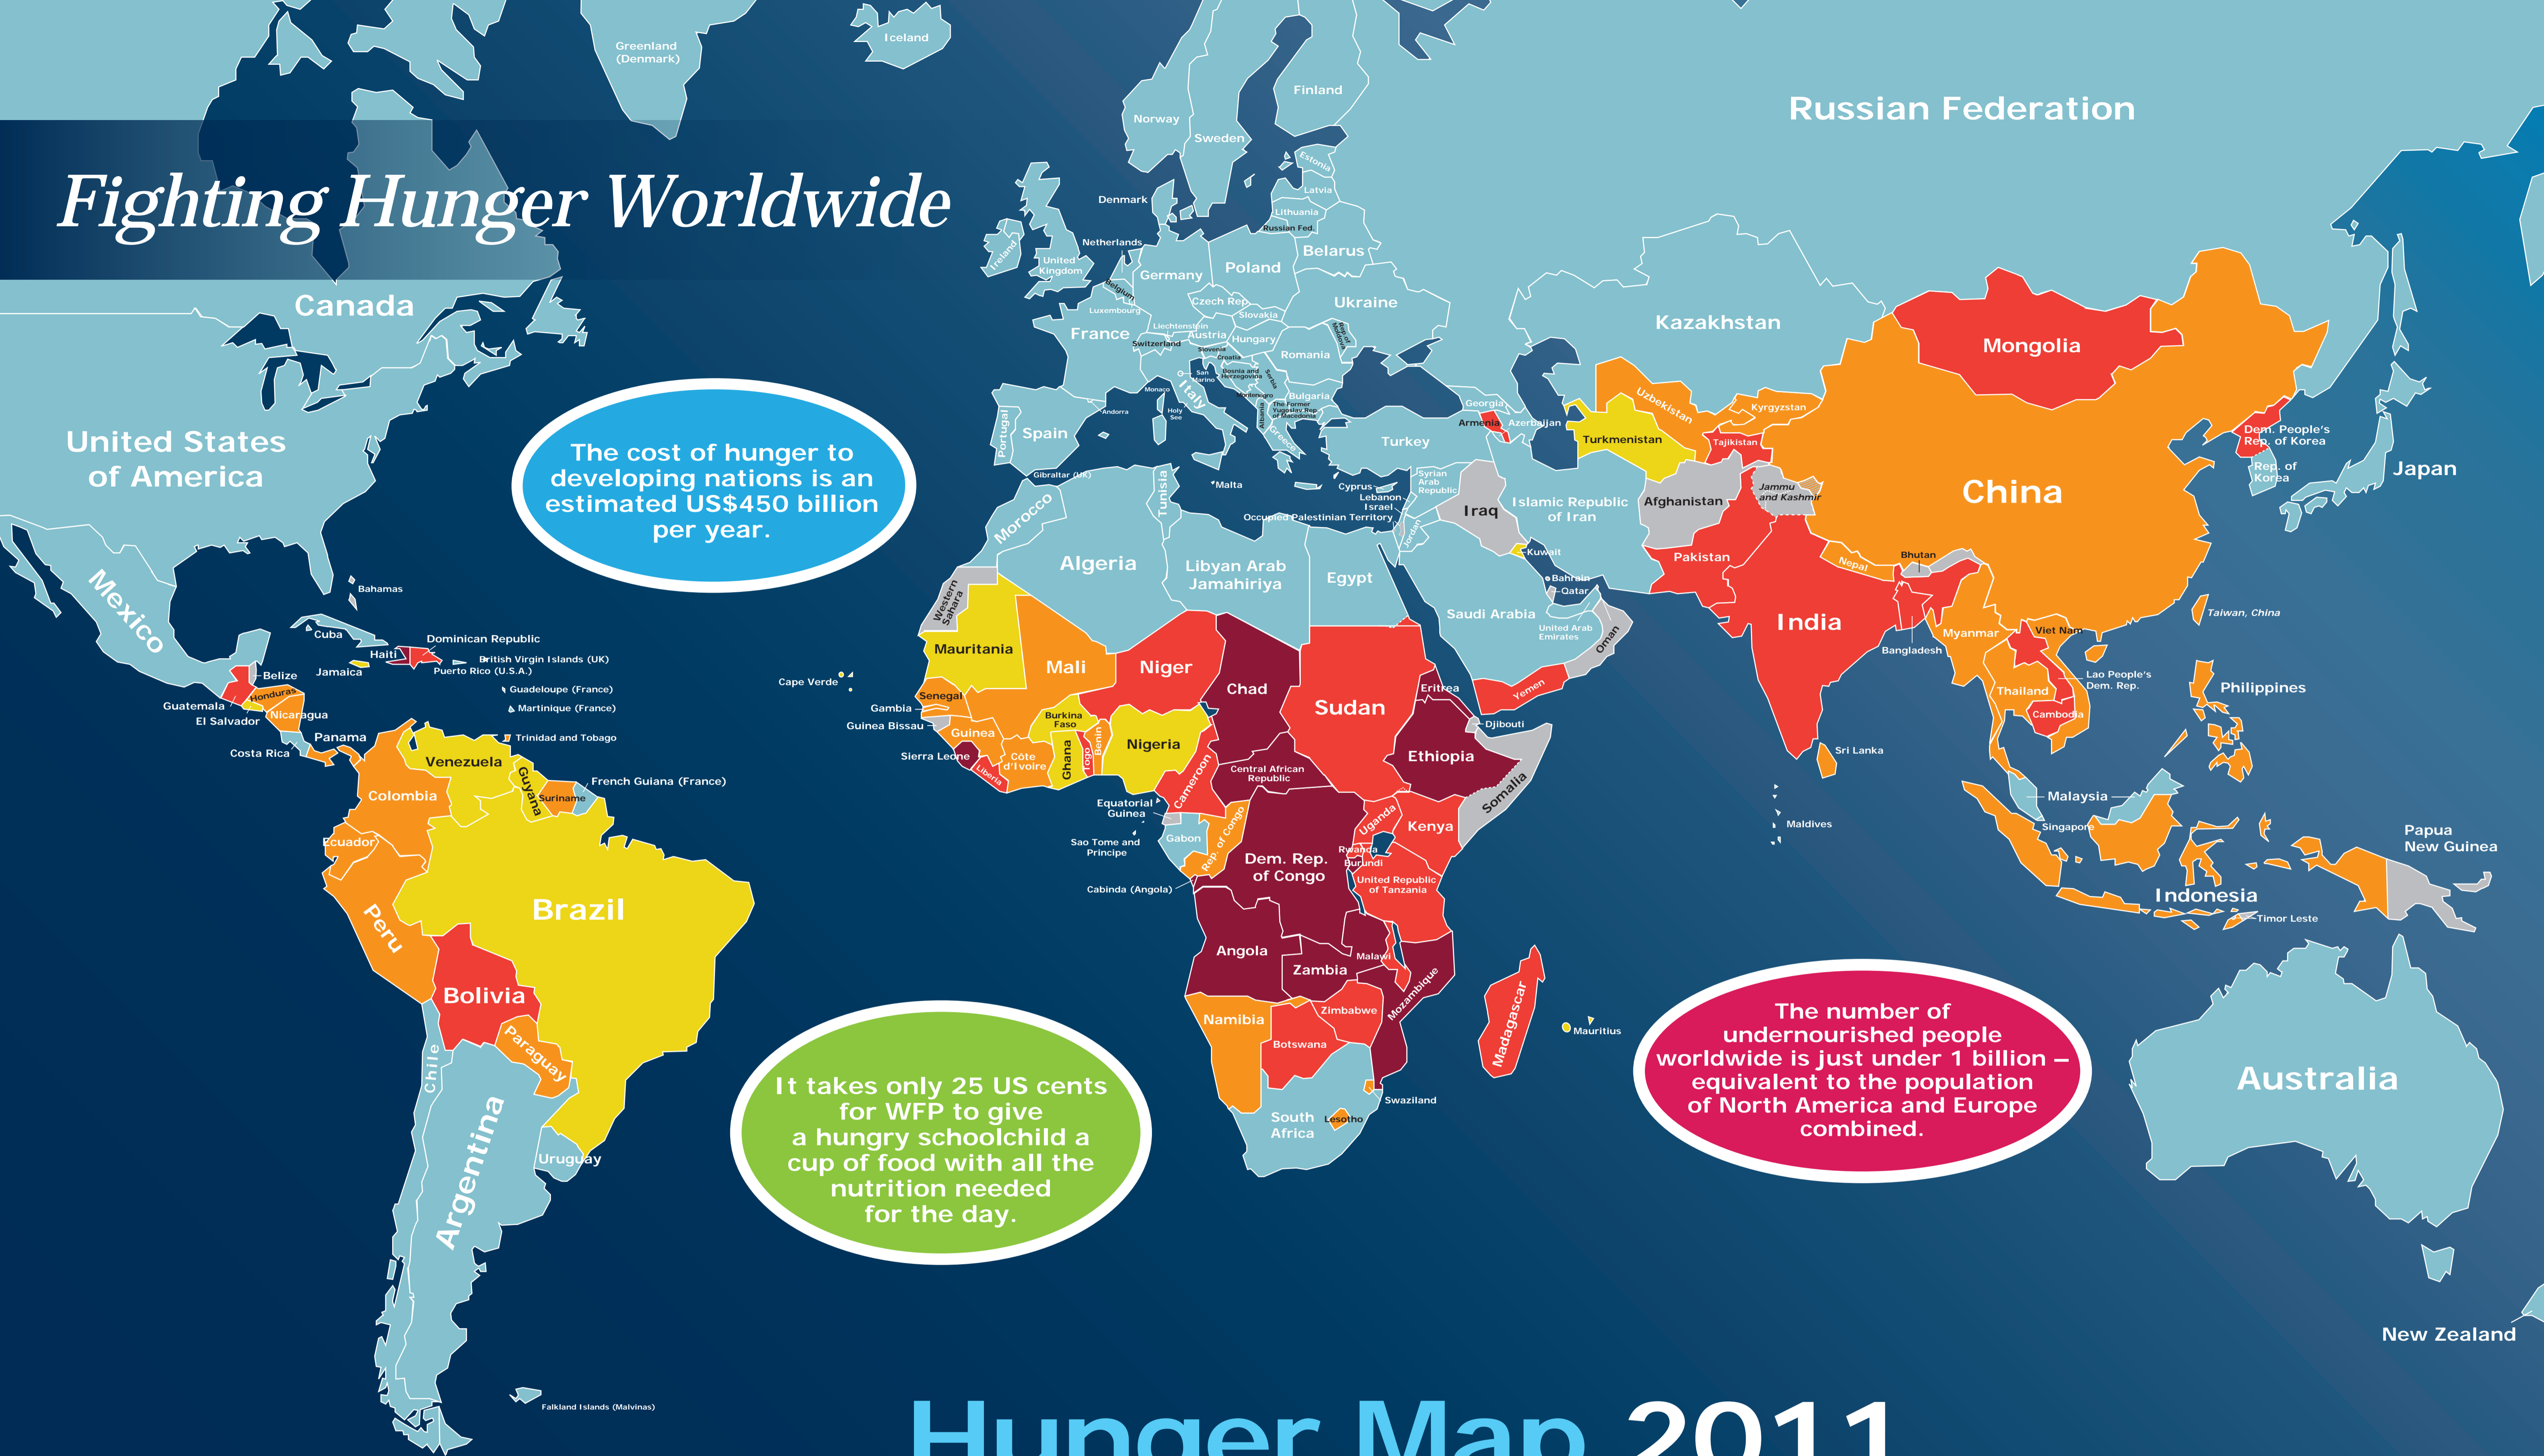 Fighting Hunger Worldwide
Greenland
(Denmark)
Iceland
Norway
Sweden
Finland
Russian Federation
Estonia
Latvia
Lithuania
Russian Fed.
Denmark
Ireland
United
Kingdom
Netherlands
Belgium
Luxembourg
Germany
Poland
Belarus
Ukraine
Czech Rep.
Slovakia
Liechtenstein
Switzerland
Austria
Hungary
Rep. of
Moldova
Romania
France
Slovenia
Croatia
Bosnia and
Herzegovina
Serbia
Montenegro
Bulgaria
The Former
Yugoslav Rep.
of Macedonia
Albania
Greece
San
Marino
Italy
Monaco
Holy
See
Andorra
Portugal
Spain
Gibraltar (UK)
Malta
Canada
United States
of America
Mexico
Bahamas
Cuba
Haiti
Dominican Republic
British Virgin Islands (UK)
Puerto Rico (U.S.A.)
Jamaica
Belize
Guadeloupe (France)
Martinique (France)
Honduras
Guatemala
El Salvador
Nicaragua
Costa Rica
Panama
Trinidad and Tobago
Venezuela
Guyana
Suriname
French Guiana (France)
Colombia
Ecuador
Peru
Brazil
Bolivia
Paraguay
Chile
Argentina
Uruguay
Falkland Islands (Malvinas)
The cost of hunger to
developing nations is an
estimated US$450 billion
per year.
Kazakhstan
Mongolia
Uzbekistan
Kyrgyzstan
Georgia
Armenia
Azerbaijan
Turkmenistan
Tajikistan
Turkey
Cyprus
Lebanon
Israel
Occupied Palestinian Territory
Syrian
Arab
Republic
Jordan
Iraq
Islamic Republic
of Iran
Afghanistan
Jammu
and Kashmir
China
Dem. People's
Rep. of Korea
Rep. of
Korea
Japan
Kuwait
Bahrain
Qatar
Saudi Arabia
United Arab
Emirates
Oman
Yemen
Pakistan
Nepal
Bhutan
India
Bangladesh
Myanmar
Viet Nam
Taiwan, China
Lao People's
Dem. Rep.
Thailand
Cambodia
Philippines
Sri Lanka
Maldives
Malaysia
Singapore
Indonesia
Timor Leste
Papua
New Guinea
Australia
New Zealand
Morocco
Algeria
Tunisia
Libyan Arab
Jamahiriya
Egypt
Western
Sahara
Mauritania
Mali
Niger
Chad
Sudan
Eritrea
Djibouti
Ethiopia
Somalia
Cape Verde
Senegal
Gambia
Guinea Bissau
Guinea
Sierra Leone
Liberia
Côte
d'Ivoire
Burkina
Faso
Ghana
Togo
Benin
Nigeria
Cameroon
Central African
Republic
Equatorial
Guinea
Sao Tome and
Principe
Gabon
Rep. of Congo
Cabinda (Angola)
Dem. Rep.
of Congo
Uganda
Kenya
Rwanda
Burundi
United Republic
of Tanzania
Angola
Zambia
Malawi
Mozambique
Zimbabwe
Namibia
Botswana
Madagascar
Mauritius
Swaziland
Lesotho
South
Africa
It takes only 25 US cents
for WFP to give
a hungry schoolchild a
cup of food with all the
nutrition needed
for the day.
The number of
undernourished people
worldwide is just under 1 billion –
equivalent to the population
of North America and Europe
combined.
Hunger Map 2011